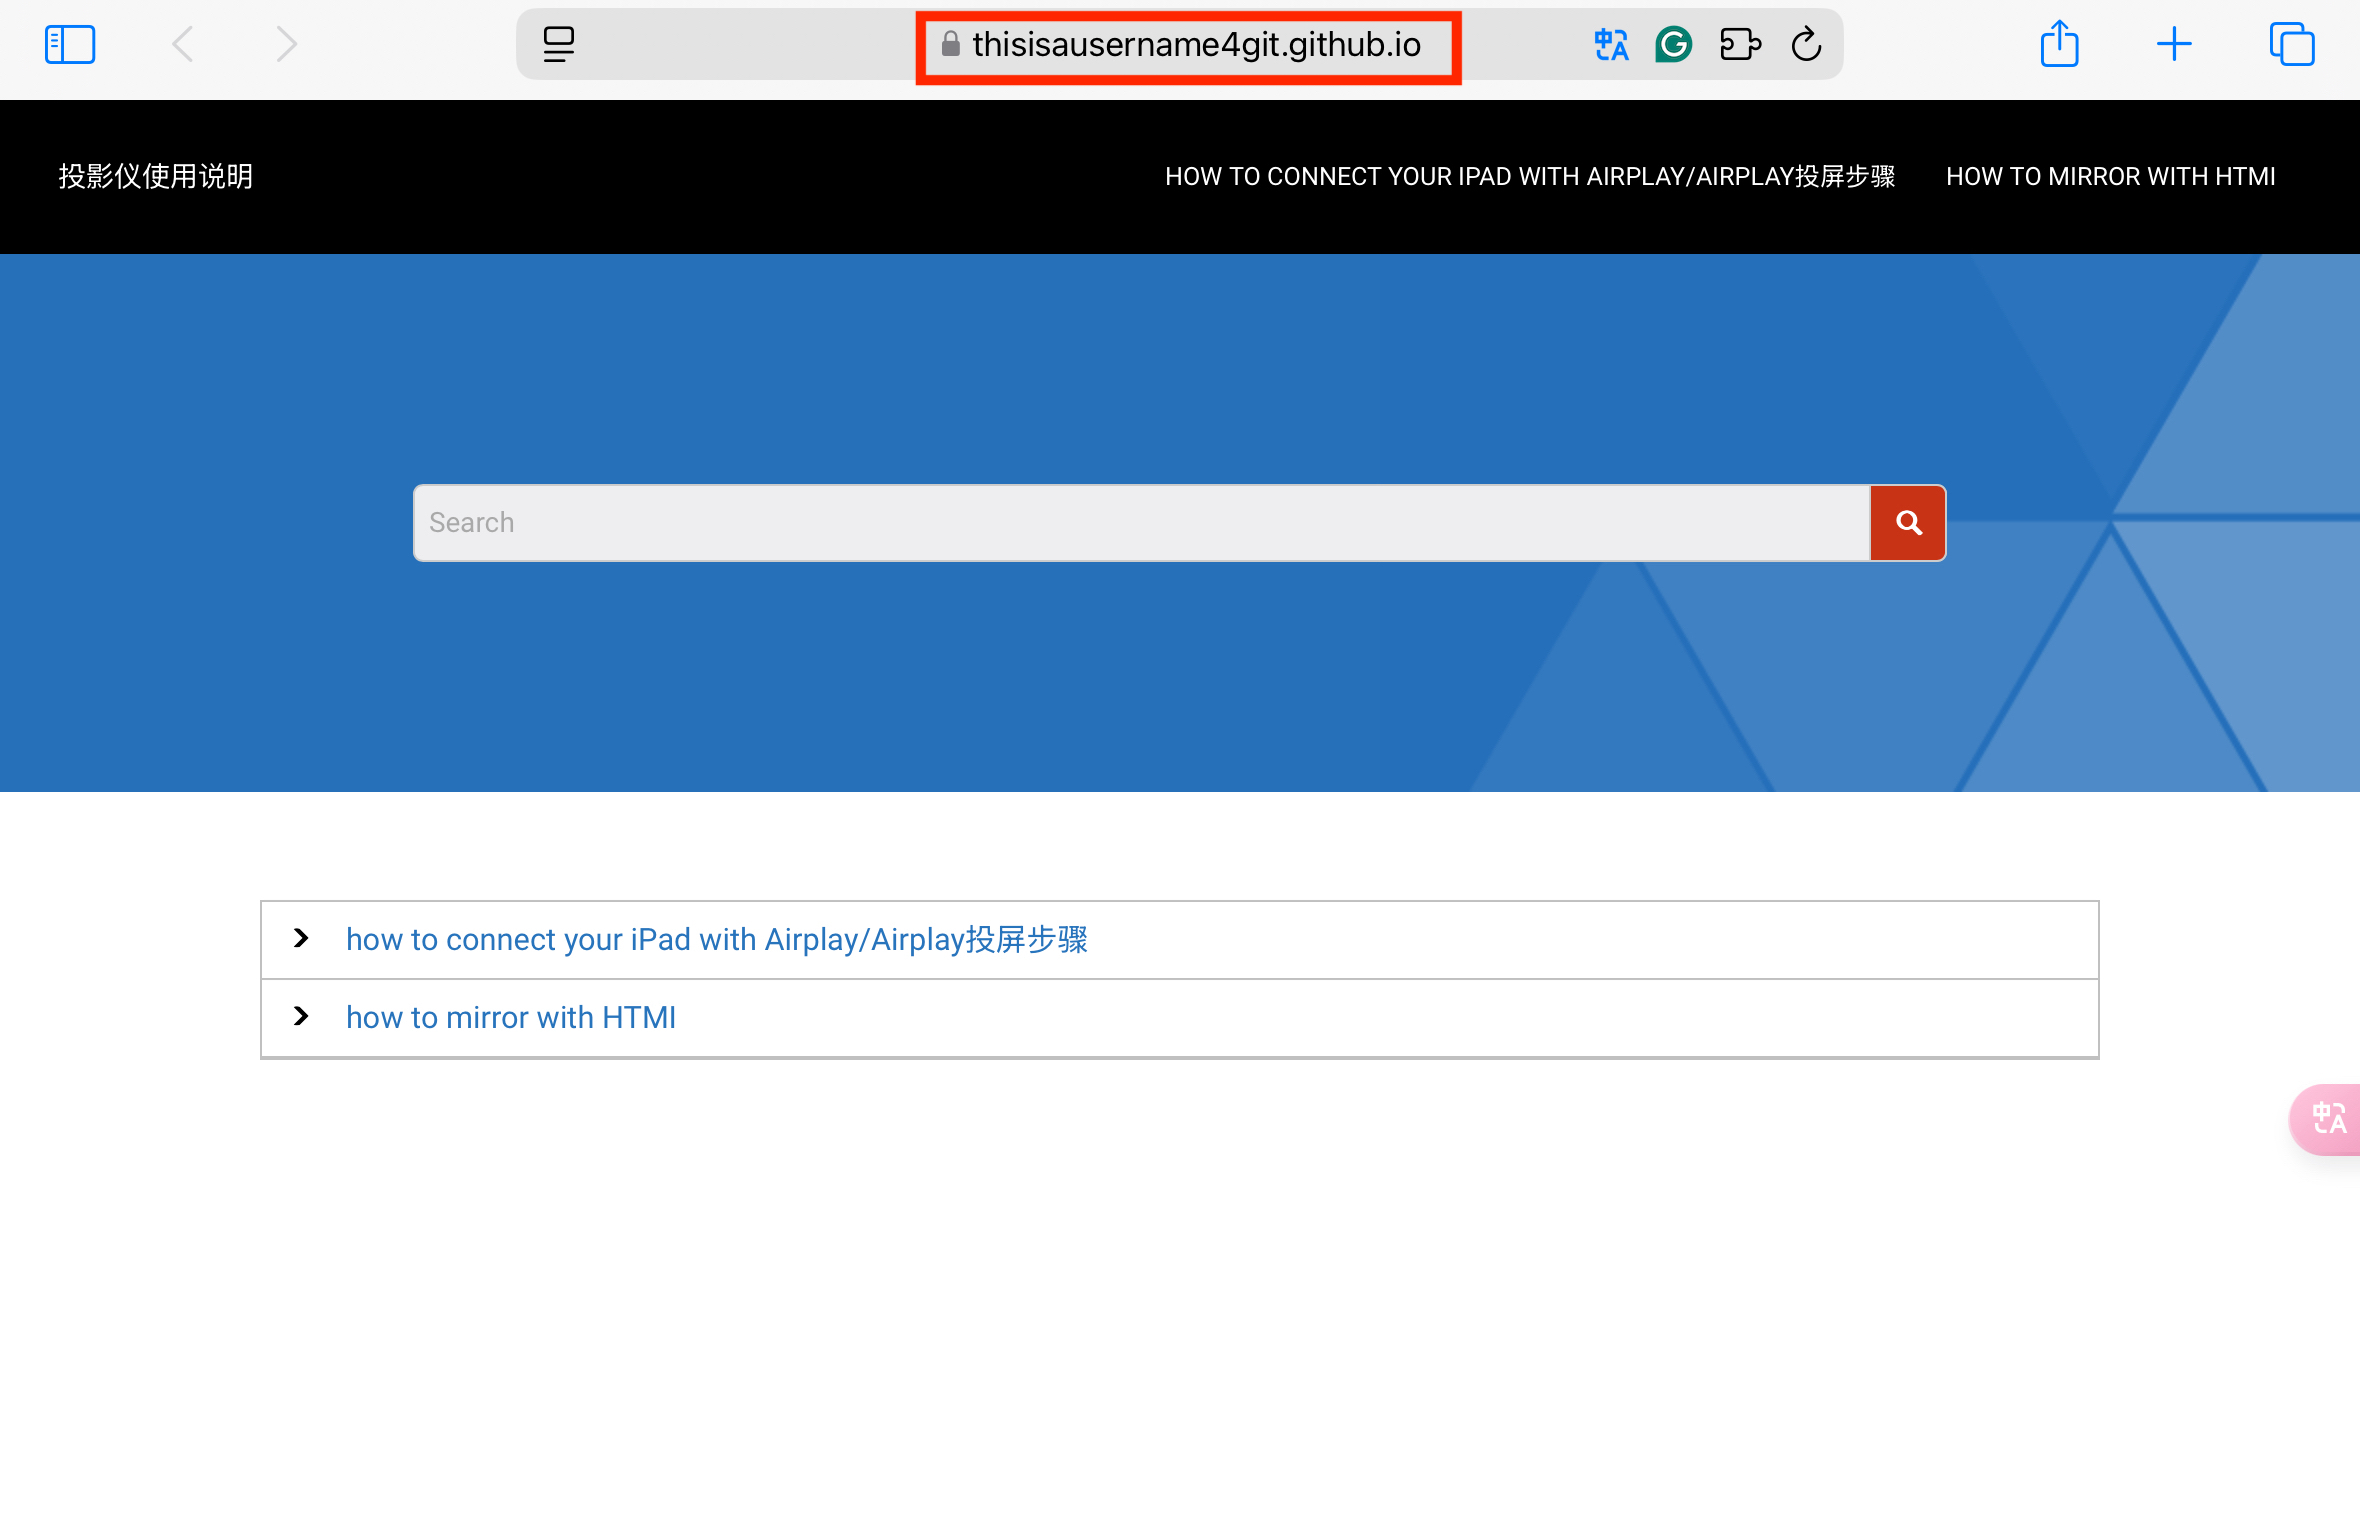 thisisausername4git.github.io
投影仪使用说明
HOW TO CONNECT YOUR IPAD WITH AIRPLAY/AIRPLAY投屏步骤
HOW TO MIRROR WITH HTMI
Search
how to connect your iPad with Airplay/Airplay投屏步骤
how to mirror with HTMI